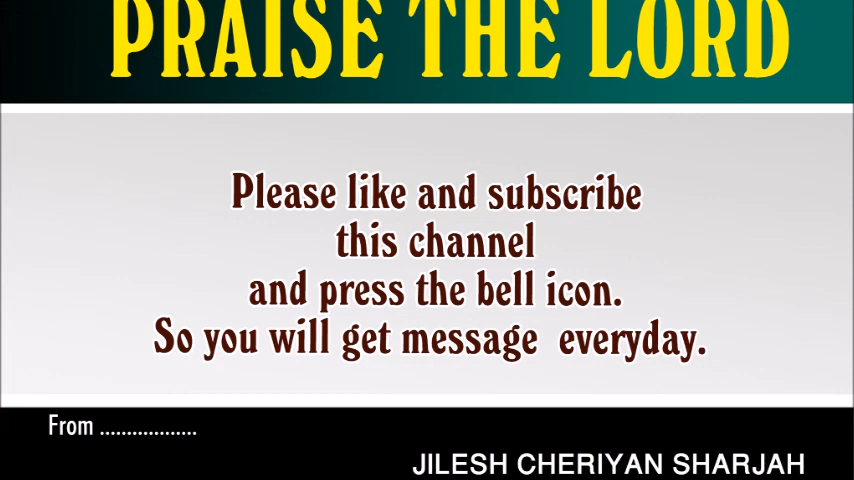 PRAISE THE LORD
Please like and subscribe
this channel
and press the bell icon.
So you will get message everyday.
From ..................
JILESH CHERIYAN SHARJAH